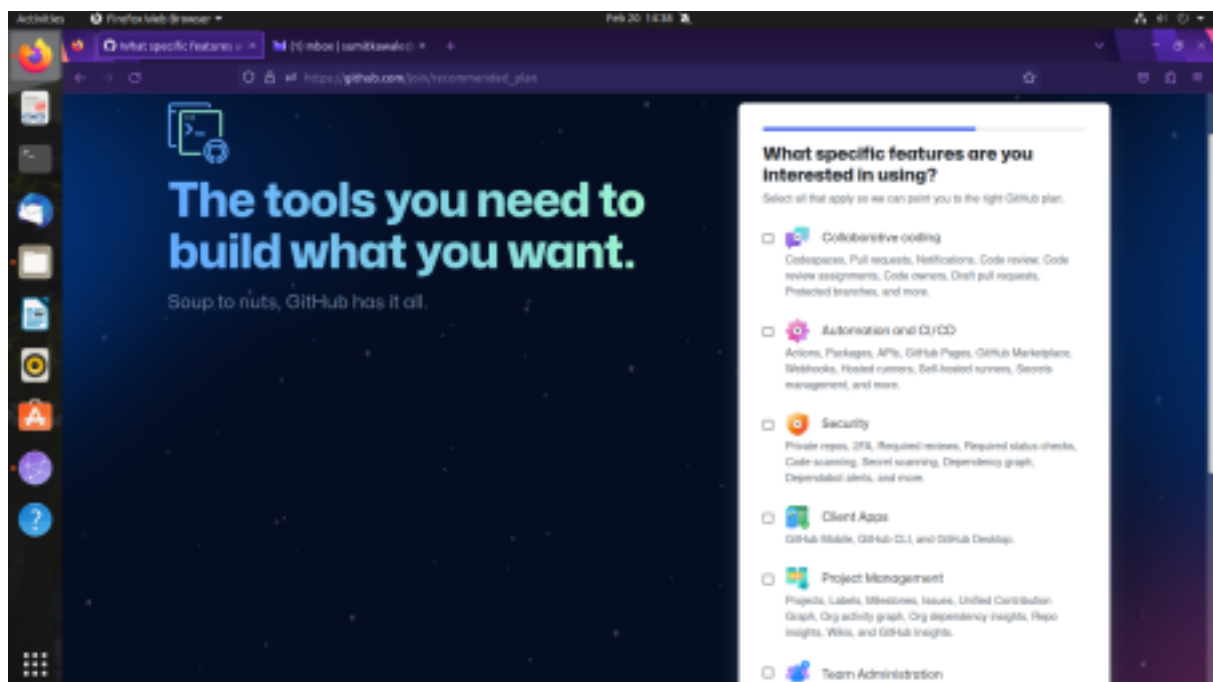 Activities Firefox Web Browser Feb 20 14:38
What specific features a
(1) Inbox | sumitkawale
https://github.com/join/recommended_plan
The tools you need to
build what you want.
Soup to nuts, GitHub has it all.
What specific features are you
interested in using?
Select all that apply so we can point you to the right GitHub plan.
Collaborative coding
Codespaces, Pull requests, Notifications, Code review, Code
review assignments, Code owners, Draft pull requests,
Protected branches, and more.
Automation and CI/CD
Actions, Packages, APIs, GitHub Pages, GitHub Marketplace,
Webhooks, Hosted runners, Self-hosted runners, Secrets
management, and more.
Security
Private repos, 2FA, Required reviews, Required status checks,
Code scanning, Secret scanning, Dependency graph,
Dependabot alerts, and more.
Client Apps
GitHub Mobile, GitHub CLI, and GitHub Desktop.
Project Management
Projects, Labels, Milestones, Issues, Unified Contribution
Graph, Org activity graph, Org dependency insights, Repo
insights, Wikis, and GitHub Insights.
Team Administration